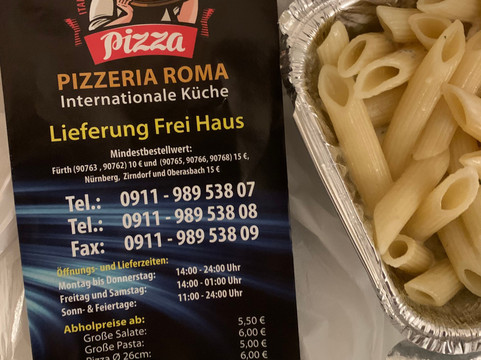 ITA
Pizza
PIZZERIA ROMA
Internationale Küche
Lieferung Frei Haus
Mindestbestellwert:
Fürth (90763 , 90762) 10 € und (90765, 90766, 90768) 15 €,
Nürnberg, Zirndorf und Oberasbach 15 €
Tel.: 0911 - 989 538 07
Tel.: 0911 - 989 538 08
Fax: 0911 - 989 538 09
Öffnungs- und Lieferzeiten:
Montag bis Donnerstag: 14:00 - 24:00 Uhr
Freitag und Samstag: 14:00 - 01:00 Uhr
Sonn- & Feiertage: 11:00 - 24:00 Uhr
Abholpreise ab:
Große Salate: 5,50 €
Große Pasta: 6,00 €
Pizza Ø 26cm: 5,00 €
6,00 €